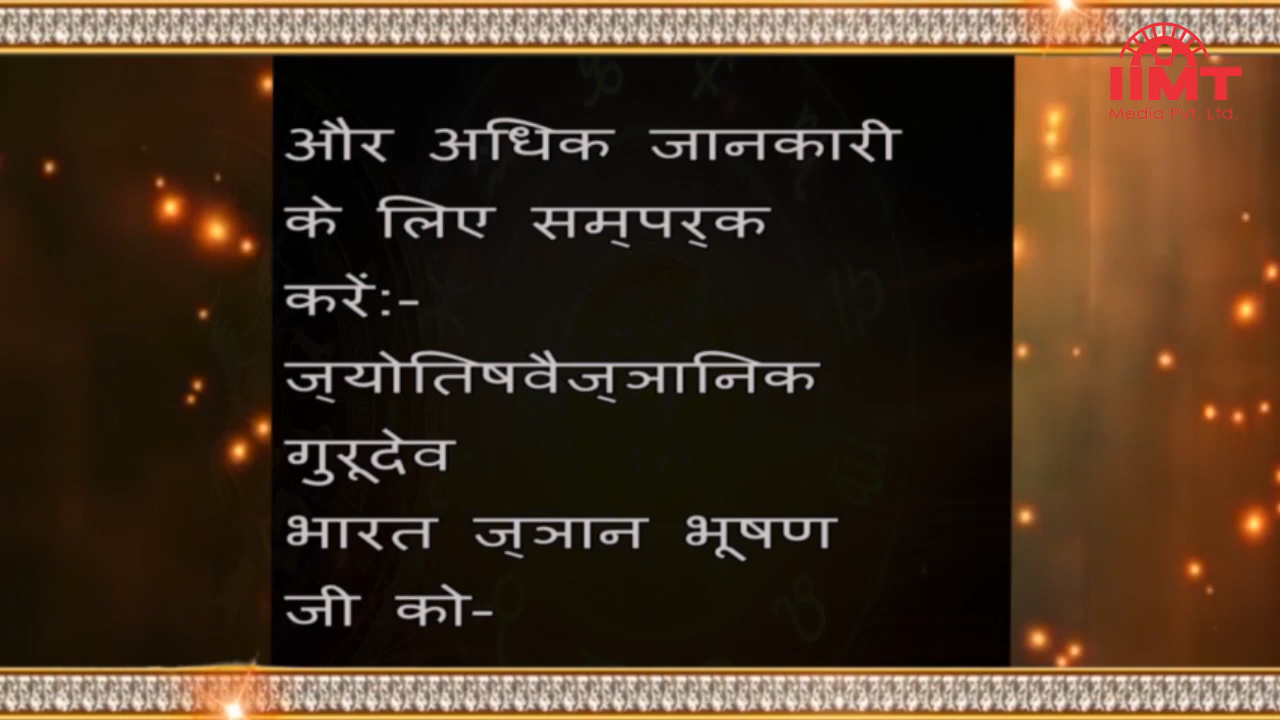 IIMT
Media Pvt. Ltd.
और अधिक जानकारी
के लिए सम्पर्क
करें:-
ज्योतिषवैज्ञानिक
गुरूदेव
भारत ज्ञान भूषण
जी को-